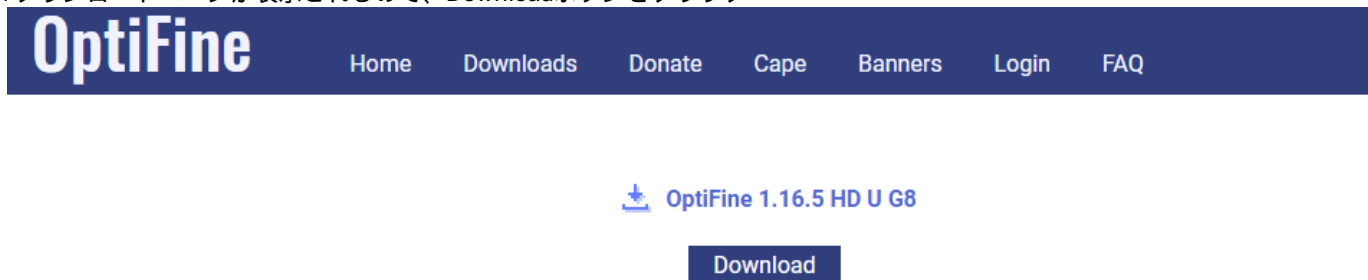 OptiFine Home Downloads Donate Cape Banners Login FAQ
OptiFine 1.16.5 HD U G8
Download